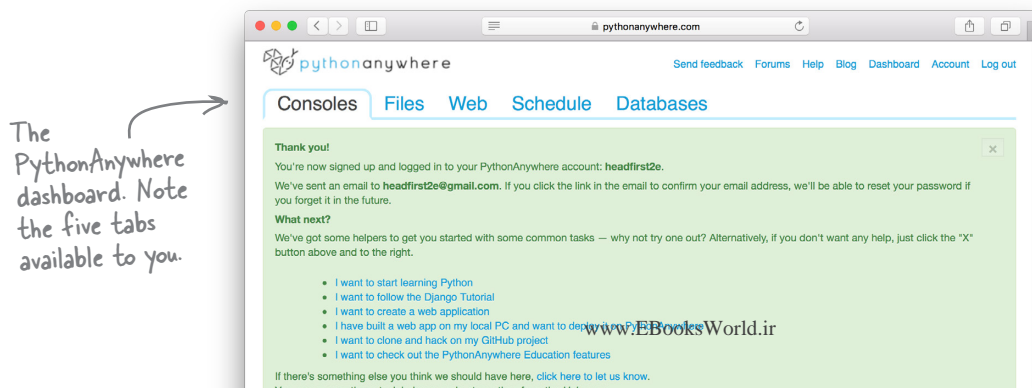 The
PythonAnywhere
dashboard. Note
the five tabs
available to you.
pythonanywhere.com
pythonanywhere
Send feedback Forums Help Blog Dashboard Account Log out
Consoles Files Web Schedule Databases
Thank you!
You're now signed up and logged in to your PythonAnywhere account: headfirst2e.
We've sent an email to headfirst2e@gmail.com. If you click the link in the email to confirm your email address, we'll be able to reset your password if
you forget it in the future.
What next?
We've got some helpers to get you started with some common tasks — why not try one out? Alternatively, if you don't want any help, just click the "X"
button above and to the right.
• I want to start learning Python
• I want to follow the Django Tutorial
• I want to create a web application
• I have built a web app on my local PC and want to deploy it on PythonAnywhere
www.EBooksWorld.ir
• I want to clone and hack on my GitHub project
• I want to check out the PythonAnywhere Education features
If there's something else you think we should have here, click here to let us know.